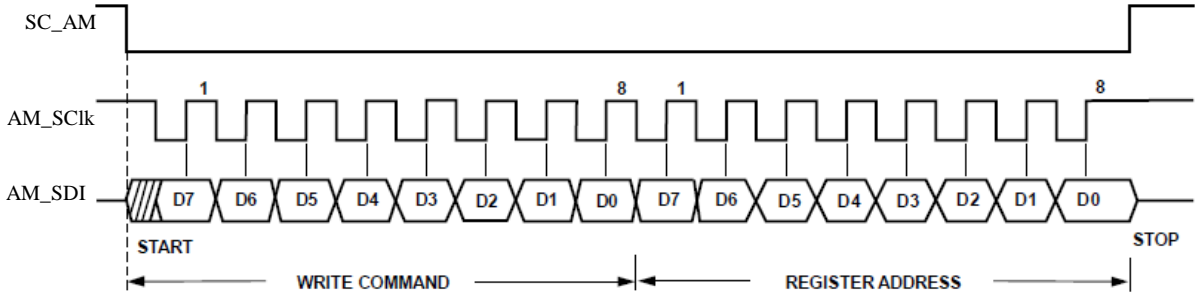 SC_AM
AM_SClk 1 8 1 8
AM_SDI D7 D6 D5 D4 D3 D2 D1 D0 D7 D6 D5 D4 D3 D2 D1 D0
START STOP
WRITE COMMAND REGISTER ADDRESS